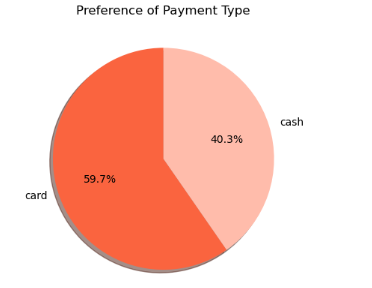 Preference of Payment Type
cash
40.3%
59.7%
card